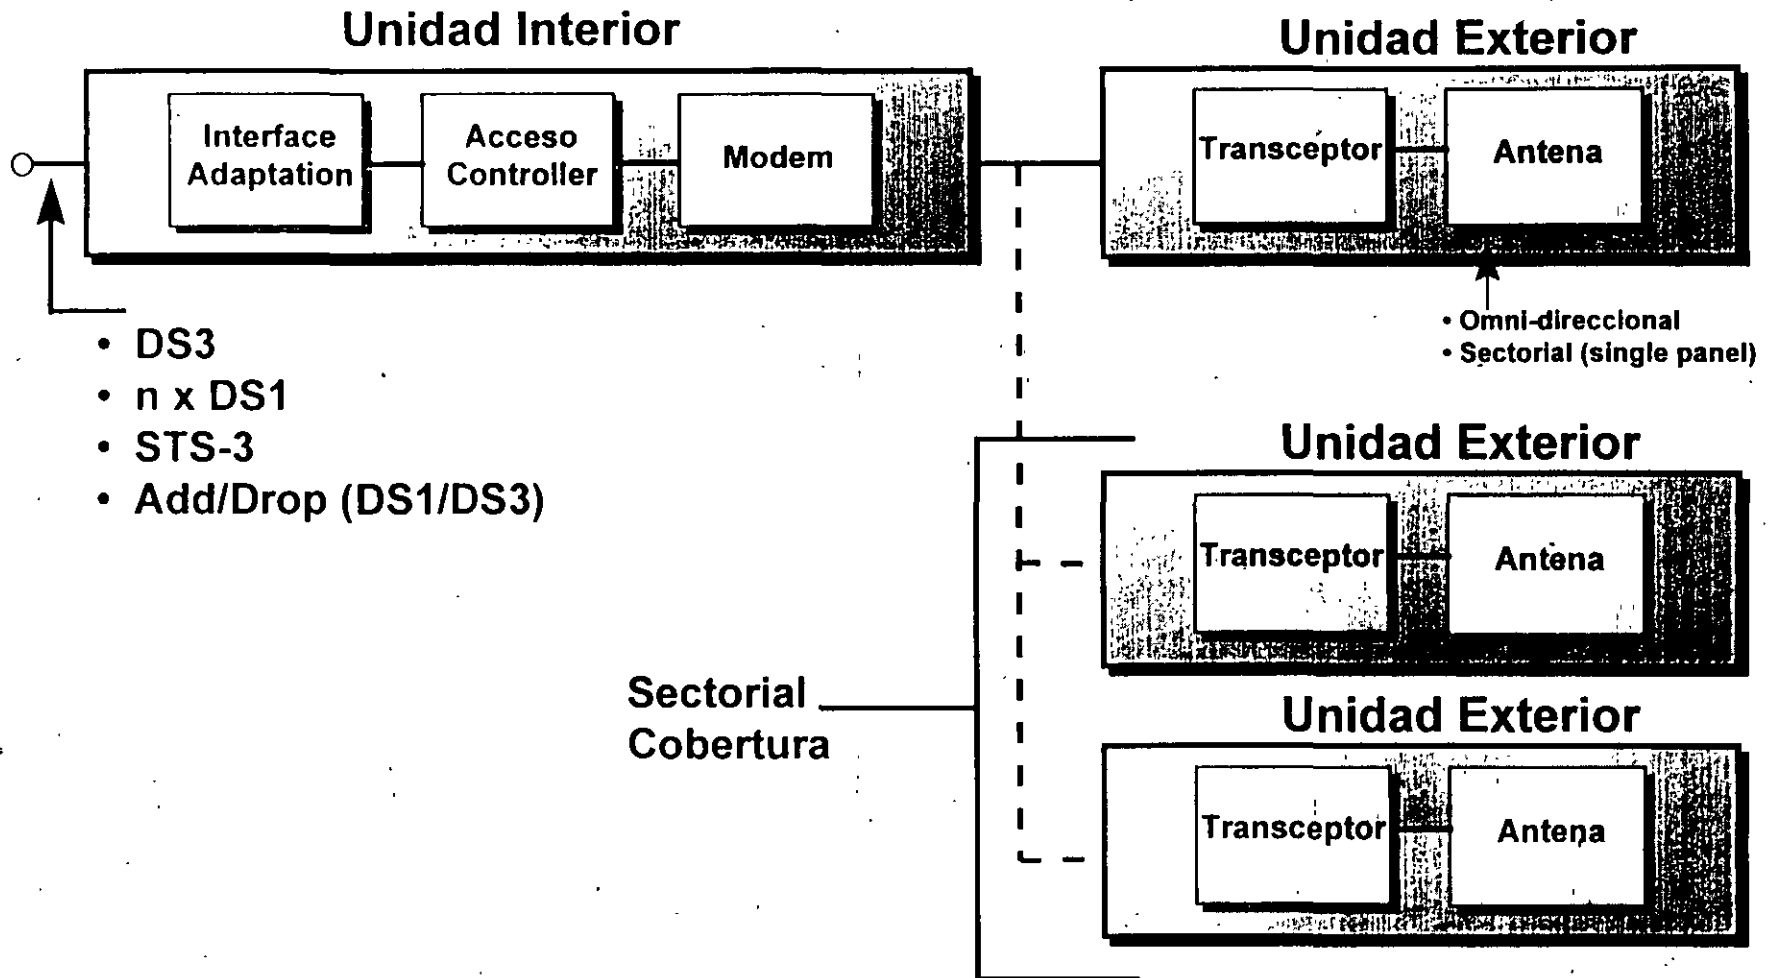 Unidad Interior
Interface
Adaptation
Acceso
Controller
Modem
• DS3
• n x DS1
• STS-3
• Add/Drop (DS1/DS3)
Unidad Exterior
Transceptor
Antena
• Omni-direccional
• Sectorial (single panel)
Sectorial
Cobertura
Unidad Exterior
Transceptor
Antena
Unidad Exterior
Transceptor
Antena